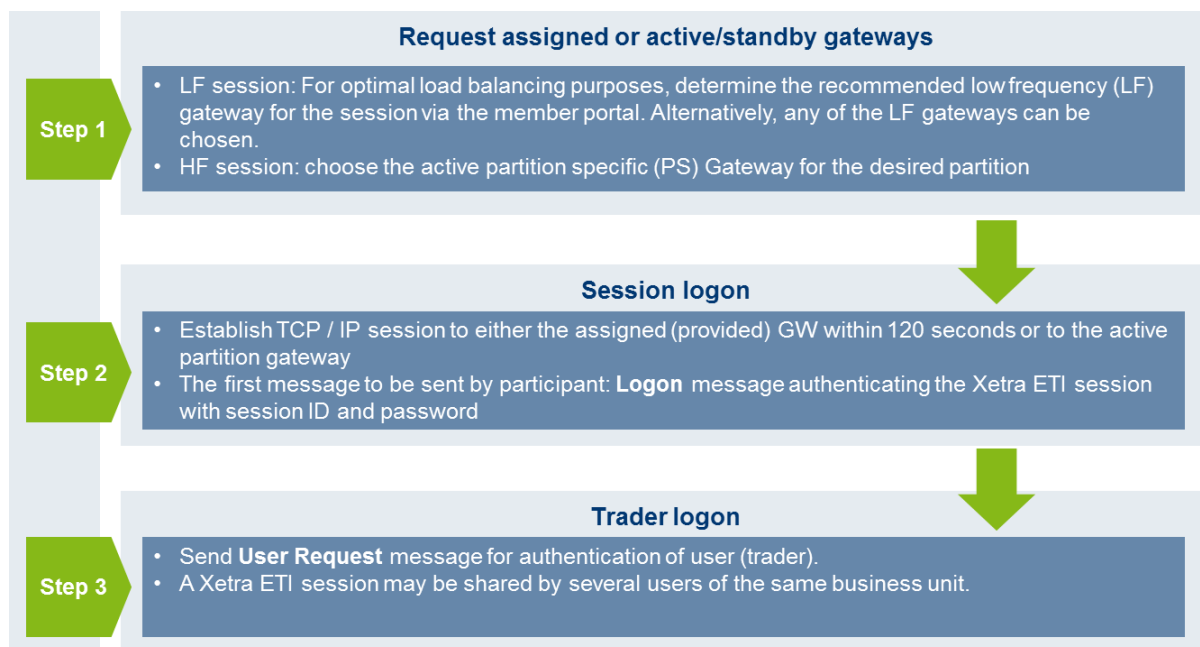 Request assigned or active/standby gateways
Step 1
• LF session: For optimal load balancing purposes, determine the recommended low frequency (LF)
gateway for the session via the member portal. Alternatively, any of the LF gateways can be
chosen.
• HF session: choose the active partition specific (PS) Gateway for the desired partition
Session logon
Step 2
• Establish TCP / IP session to either the assigned (provided) GW within 120 seconds or to the active
partition gateway
• The first message to be sent by participant: Logon message authenticating the Xetra ETI session
with session ID and password
Trader logon
Step 3
• Send User Request message for authentication of user (trader).
• A Xetra ETI session may be shared by several users of the same business unit.